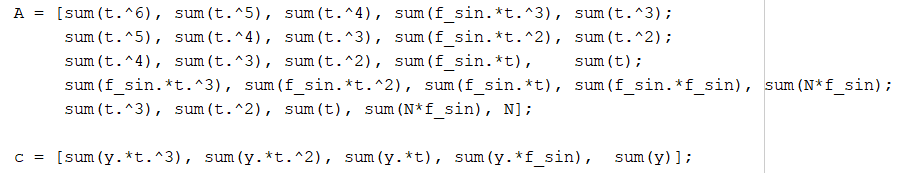 A = [sum(t.^6), sum(t.^5), sum(t.^4), sum(f_sin.*t.^3), sum(t.^3);
sum(t.^5), sum(t.^4), sum(t.^3), sum(f_sin.*t.^2), sum(t.^2);
sum(t.^4), sum(t.^3), sum(t.^2), sum(f_sin.*t), sum(t);
sum(f_sin.*t.^3), sum(f_sin.*t.^2), sum(f_sin.*t), sum(f_sin.*f_sin), sum(N*f_sin);
sum(t.^3), sum(t.^2), sum(t), sum(N*f_sin), N];
c = [sum(y.*t.^3), sum(y.*t.^2), sum(y.*t), sum(y.*f_sin), sum(y)];